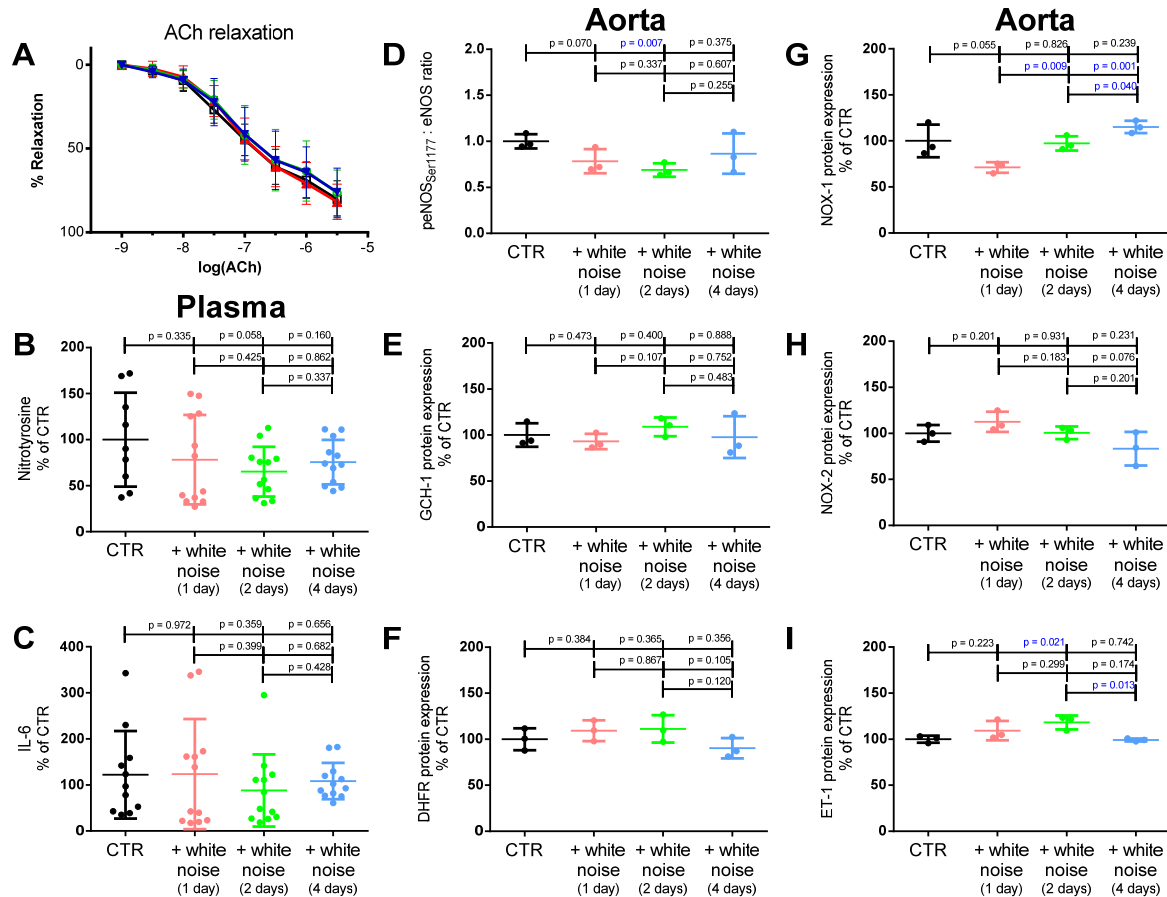 A
ACh relaxation
% Relaxation
0
50
100
-9
-8
-7
-6
-5
log(ACh)
Plasma
B
Nitrotyrosine
% of CTR
200
150
100
50
0
p = 0.335
p = 0.058
p = 0.160
p = 0.425
p = 0.862
p = 0.337
CTR
+ white
noise
(1 day)
+ white
noise
(2 days)
+ white
noise
(4 days)
C
IL-6
% of CTR
400
300
200
100
0
p = 0.972
p = 0.359
p = 0.656
p = 0.399
p = 0.682
p = 0.428
CTR
+ white
noise
(1 day)
+ white
noise
(2 days)
+ white
noise
(4 days)
Aorta
D
peNOSSer1177 : eNOS ratio
2.0
1.5
1.0
0.5
0.0
p = 0.070
p = 0.007
p = 0.375
p = 0.337
p = 0.607
p = 0.255
CTR
+ white
noise
(1 day)
+ white
noise
(2 days)
+ white
noise
(4 days)
E
GCH-1 protein expression
% of CTR
200
150
100
50
0
p = 0.473
p = 0.400
p = 0.888
p = 0.107
p = 0.752
p = 0.483
CTR
+ white
noise
(1 day)
+ white
noise
(2 days)
+ white
noise
(4 days)
F
DHFR protein expression
% of CTR
200
150
100
50
0
p = 0.384
p = 0.365
p = 0.356
p = 0.867
p = 0.105
p = 0.120
CTR
+ white
noise
(1 day)
+ white
noise
(2 days)
+ white
noise
(4 days)
Aorta
G
NOX-1 protein expression
% of CTR
200
150
100
50
0
p = 0.055
p = 0.826
p = 0.239
p = 0.009
p = 0.001
p = 0.040
CTR
+ white
noise
(1 day)
+ white
noise
(2 days)
+ white
noise
(4 days)
H
NOX-2 protei expression
% of CTR
200
150
100
50
0
p = 0.201
p = 0.931
p = 0.231
p = 0.183
p = 0.076
p = 0.201
CTR
+ white
noise
(1 day)
+ white
noise
(2 days)
+ white
noise
(4 days)
I
ET-1 protein expression
% of CTR
200
150
100
50
0
p = 0.223
p = 0.021
p = 0.742
p = 0.299
p = 0.174
p = 0.013
CTR
+ white
noise
(1 day)
+ white
noise
(2 days)
+ white
noise
(4 days)